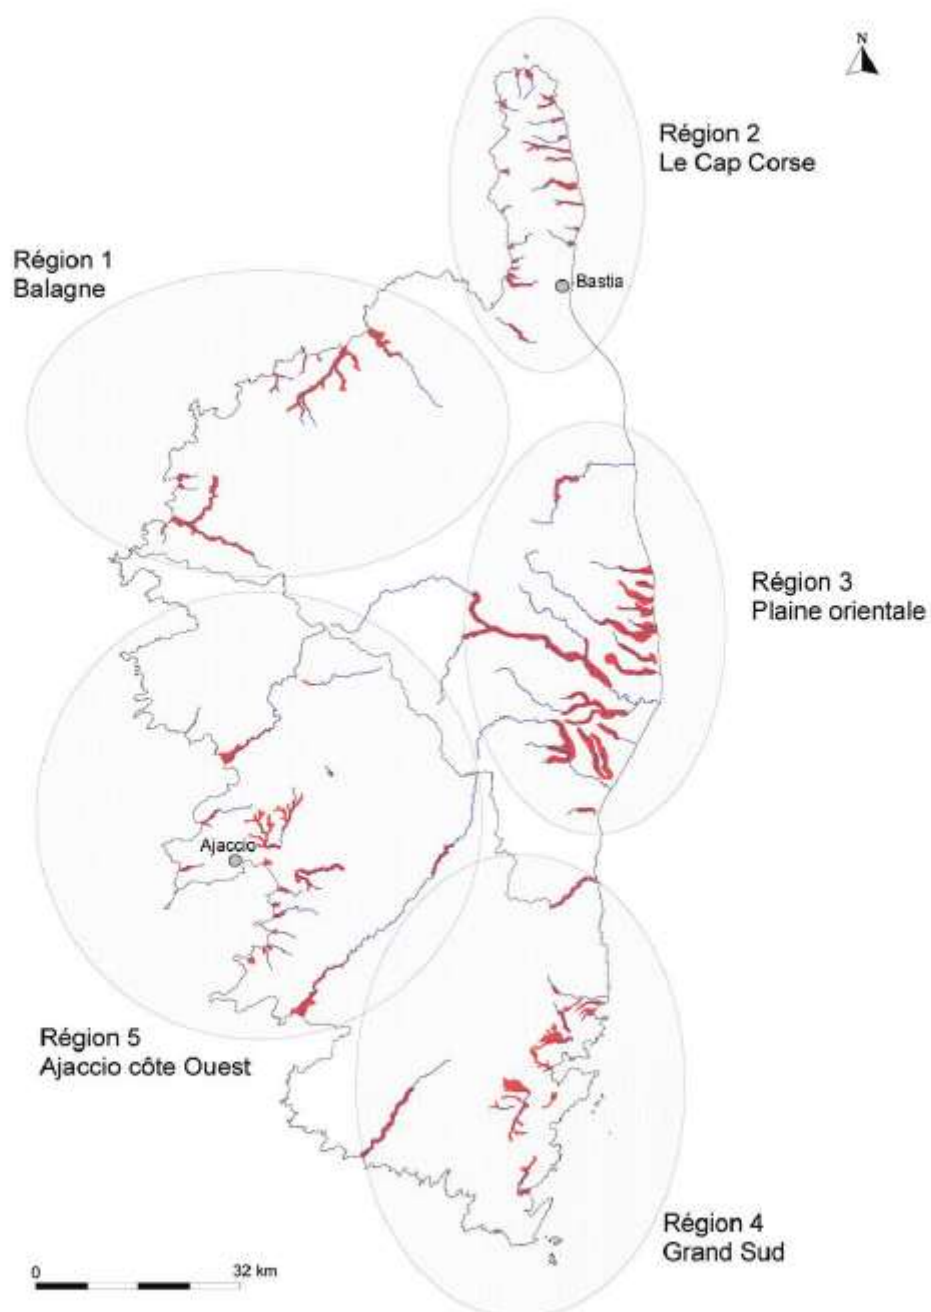 N
Région 2
Le Cap Corse
Région 1
Balagne
Bastia
Région 3
Plaine orientale
Ajaccio
Région 5
Ajaccio côte Ouest
Région 4
Grand Sud
0 32 km